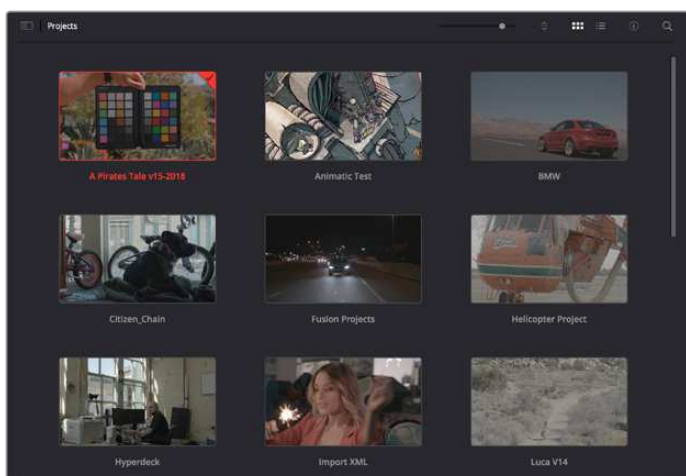 Projects
A Pirates Tale v15-2018
Animatic Test
BMW
Citizen_Chain
Fusion Projects
Helicopter Project
Hyperdeck
Import XML
Luca V14